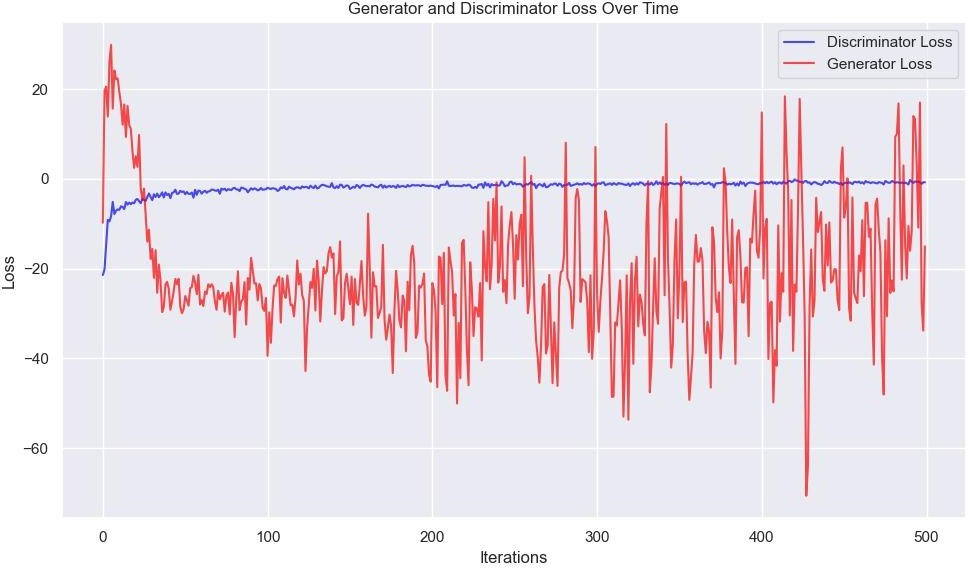 Generator and Discriminator Loss Over Time
Discriminator Loss
Generator Loss
20
0
−20
−40
−60
Loss
0 100 200 300 400 500
Iterations